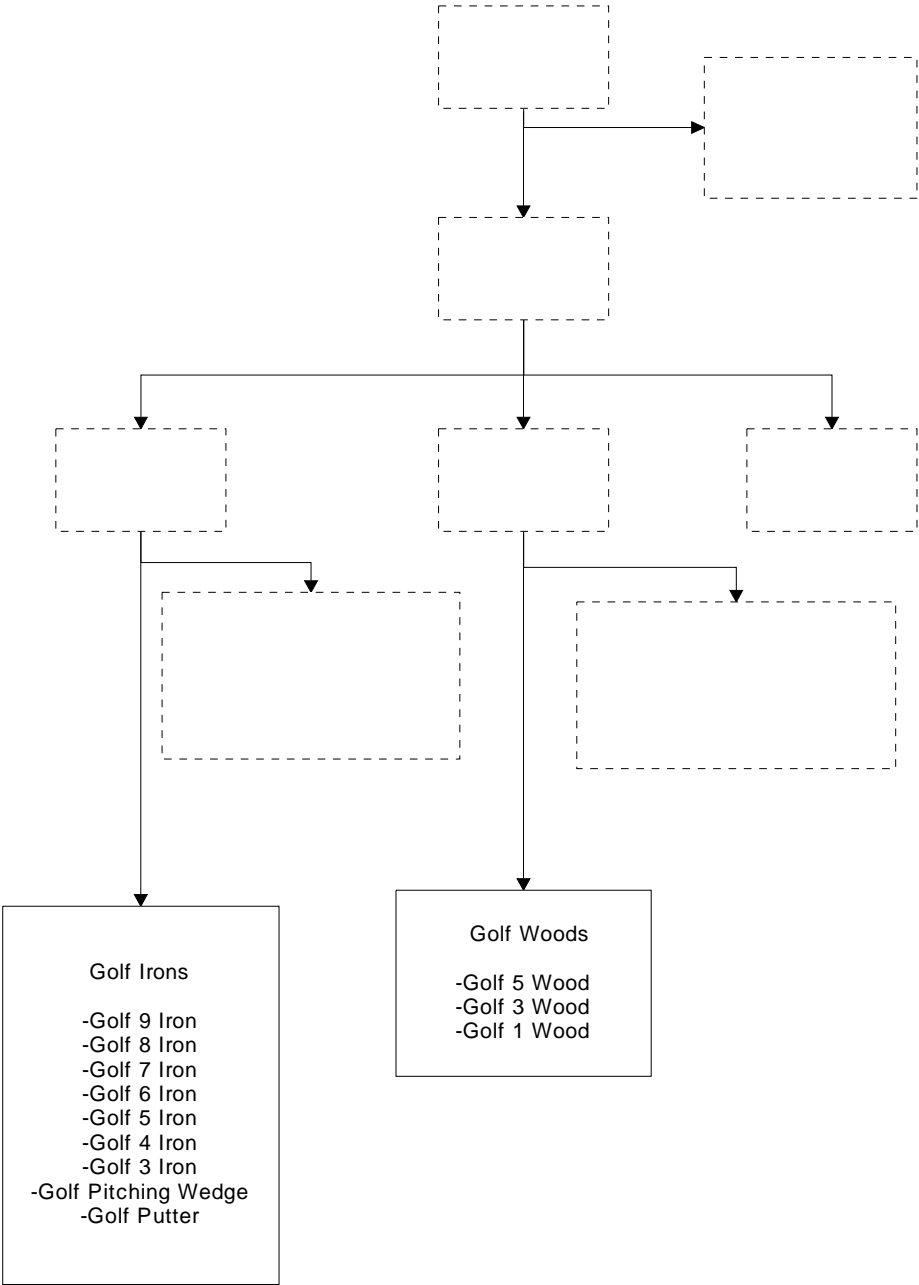 Golf Irons
-Golf 9 Iron
-Golf 8 Iron
-Golf 7 Iron
-Golf 6 Iron
-Golf 5 Iron
-Golf 4 Iron
-Golf 3 Iron
-Golf Pitching Wedge
-Golf Putter
Golf Woods
-Golf 5 Wood
-Golf 3 Wood
-Golf 1 Wood